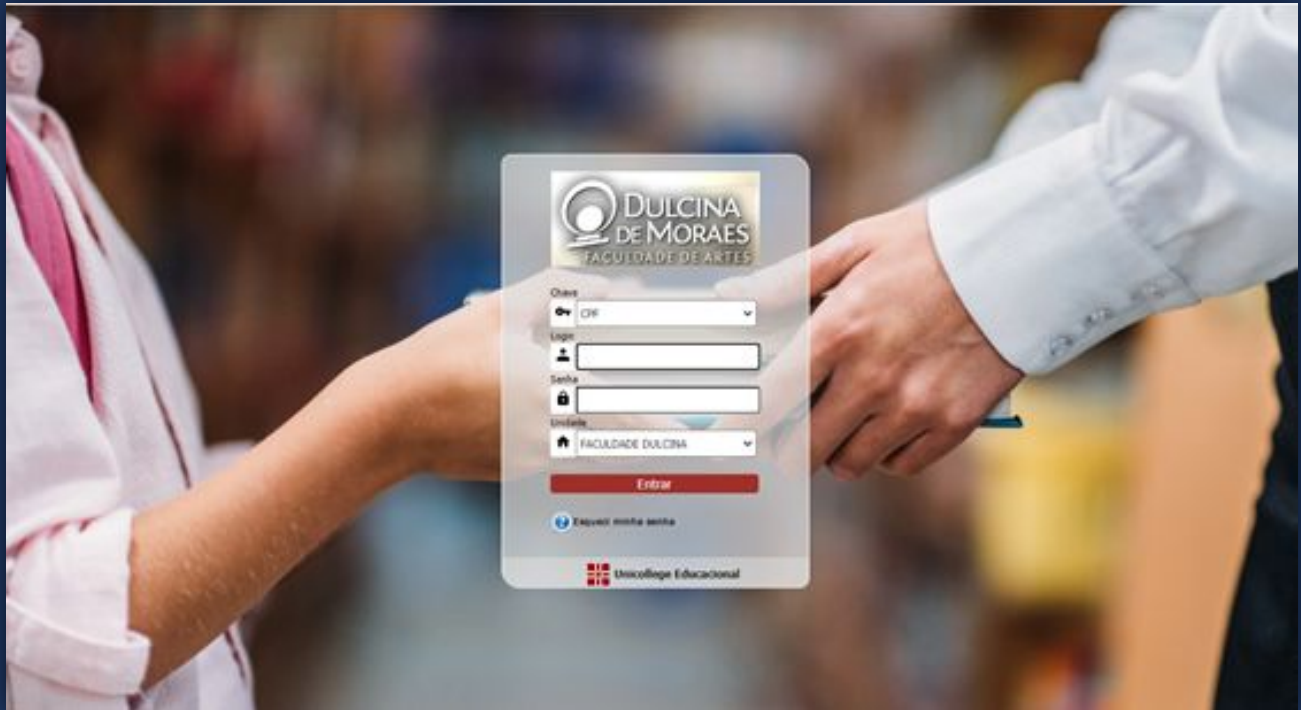 DULCINA
DE MORAES
FACULDADE DE ARTES
Chave
CPF
Login
Senha
Unidade
FACULDADE DULCINA
Entrar
Esqueci minha senha
Unicollege Educacional